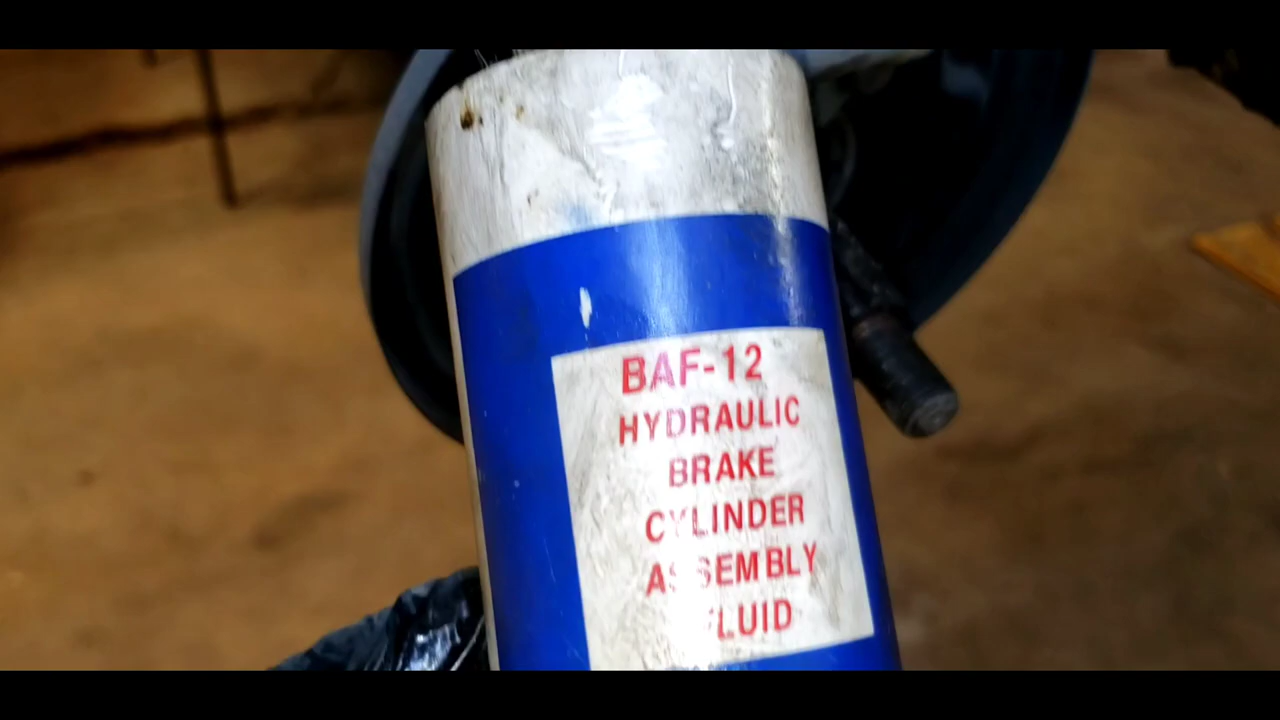 BAF-12
HYDRAULIC
BRAKE
CYLINDER
ASSEMBLY
FLUID